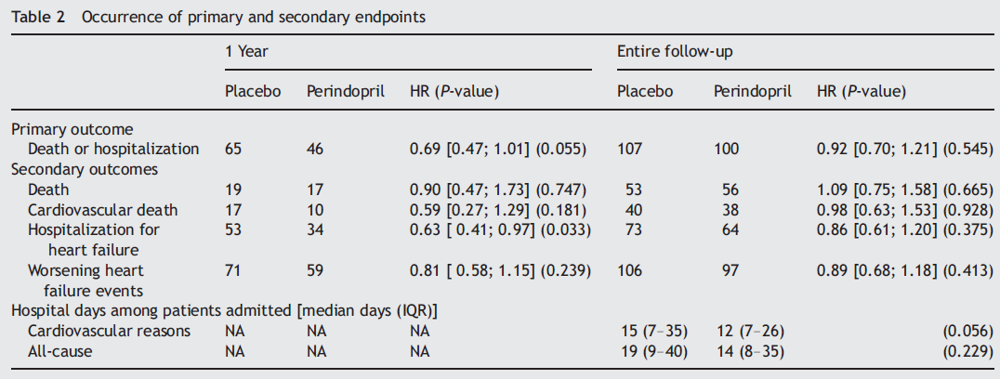 Table 2 Occurrence of primary and secondary endpoints
1 Year Entire follow-up
Placebo Perindopril HR (P-value) Placebo Perindopril HR (P-value)
Primary outcome
Death or hospitalization 65 46 0.69 [0.47; 1.01] (0.055) 107 100 0.92 [0.70; 1.21] (0.545)
Secondary outcomes
Death 19 17 0.90 [0.47; 1.73] (0.747) 53 56 1.09 [0.75; 1.58] (0.665)
Cardiovascular death 17 10 0.59 [0.27; 1.29] (0.181) 40 38 0.98 [0.63; 1.53] (0.928)
Hospitalization for 53 34 0.63 [ 0.41; 0.97] (0.033) 73 64 0.86 [0.61; 1.20] (0.375)
heart failure
Worsening heart 71 59 0.81 [ 0.58; 1.15] (0.239) 106 97 0.89 [0.68; 1.18] (0.413)
failure events
Hospital days among patients admitted [median days (IQR)]
Cardiovascular reasons NA NA NA 15 (7–35) 12 (7–26) (0.056)
All-cause NA NA NA 19 (9–40) 14 (8–35) (0.229)